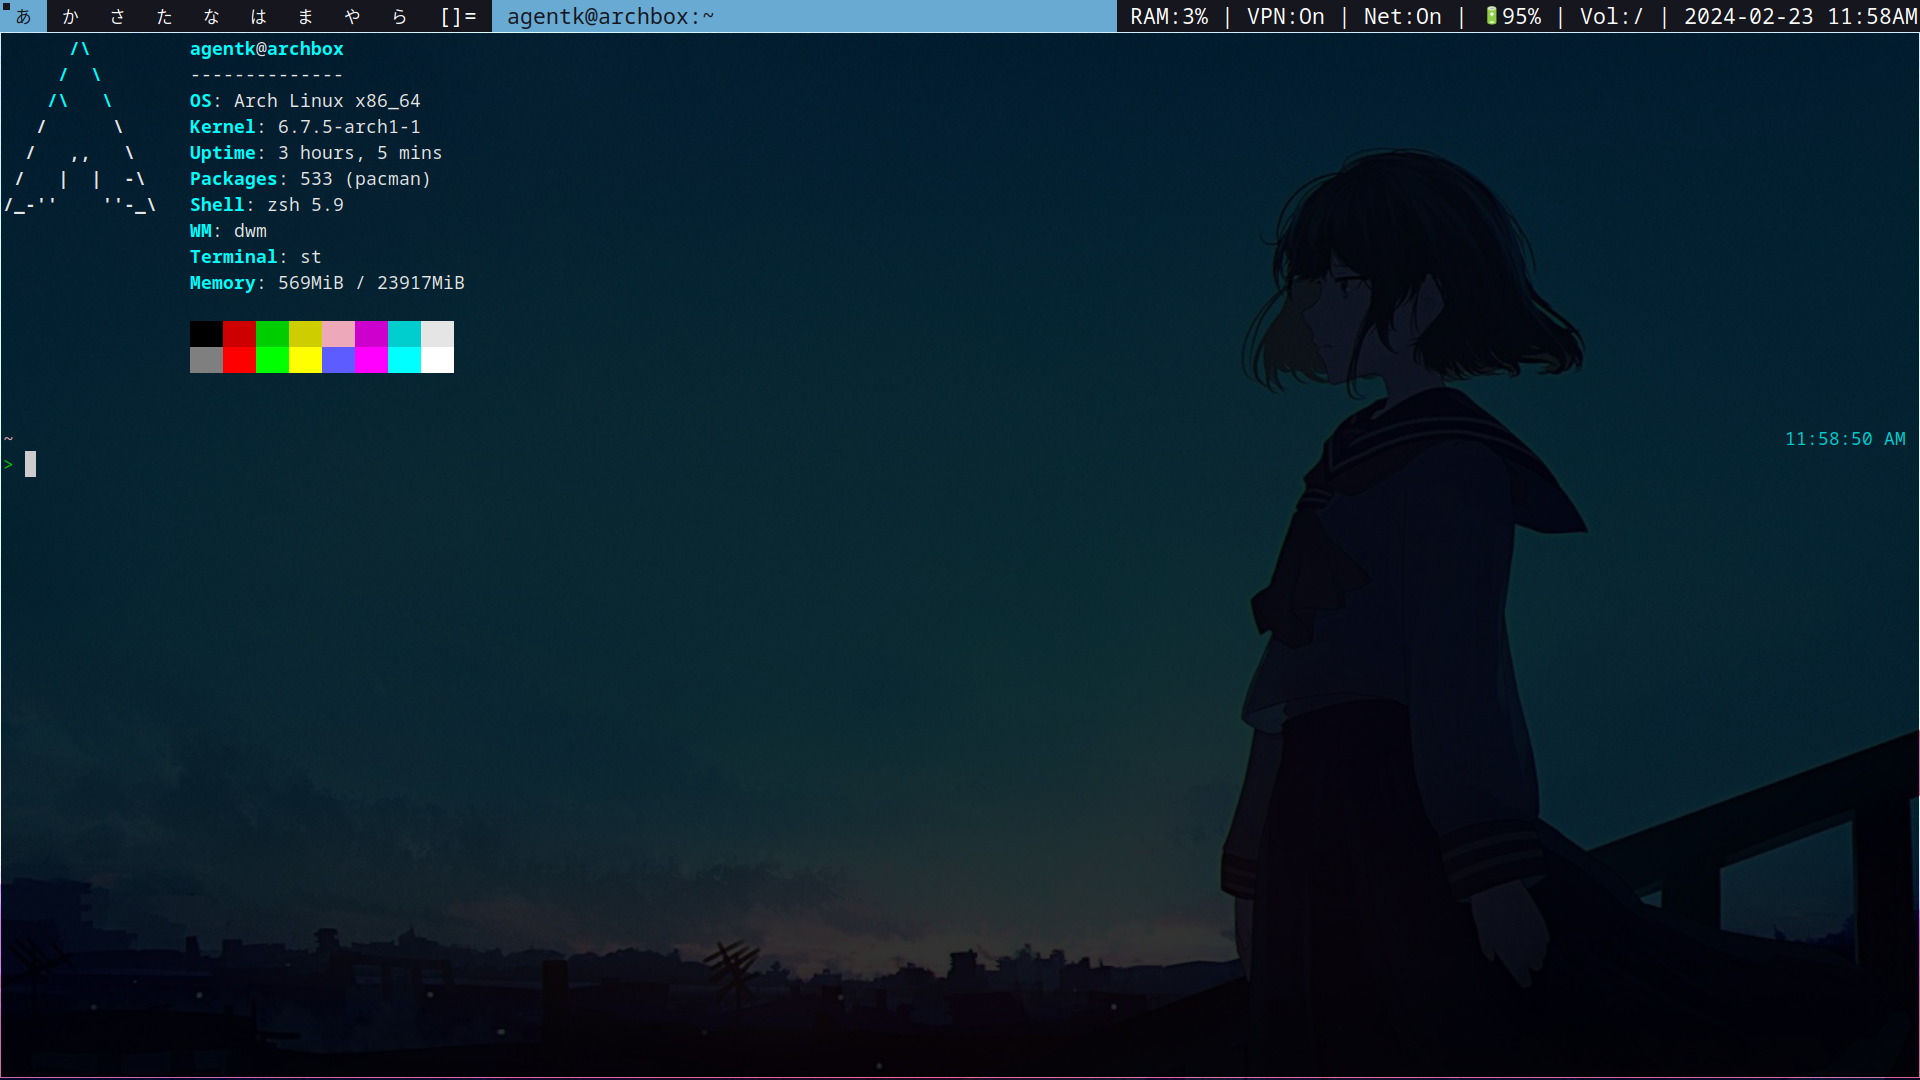 あ か さ た な は ま や ら []= agentk@archbox:~ RAM:3% | VPN:On | Net:On | 🔋95% | Vol:/ | 2024-02-23 11:58AM
agentk@archbox
--------------
OS: Arch Linux x86_64
Kernel: 6.7.5-arch1-1
Uptime: 3 hours, 5 mins
Packages: 533 (pacman)
Shell: zsh 5.9
WM: dwm
Terminal: st
Memory: 569MiB / 23917MiB
~ 11:58:50 AM
>